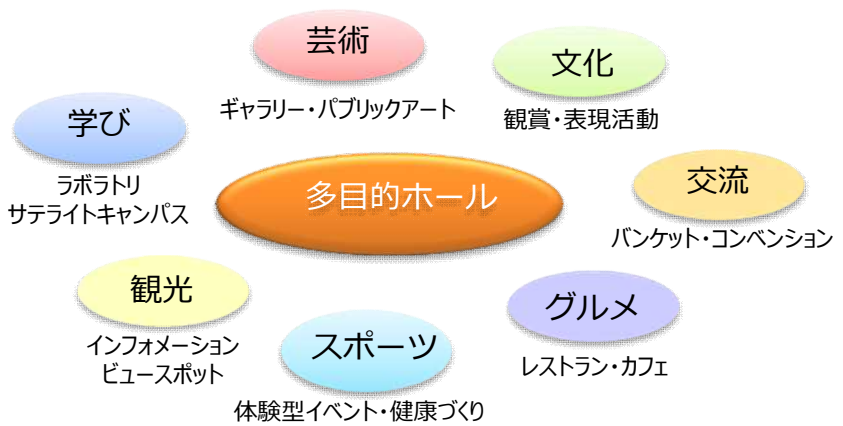 芸術
ギャラリー・パブリックアート
文化
観賞・表現活動
学び
ラボラトリ
サテライトキャンパス
多目的ホール
交流
バンケット・コンベンション
観光
インフォメーション
ビュースポット
スポーツ
体験型イベント・健康づくり
グルメ
レストラン・カフェ